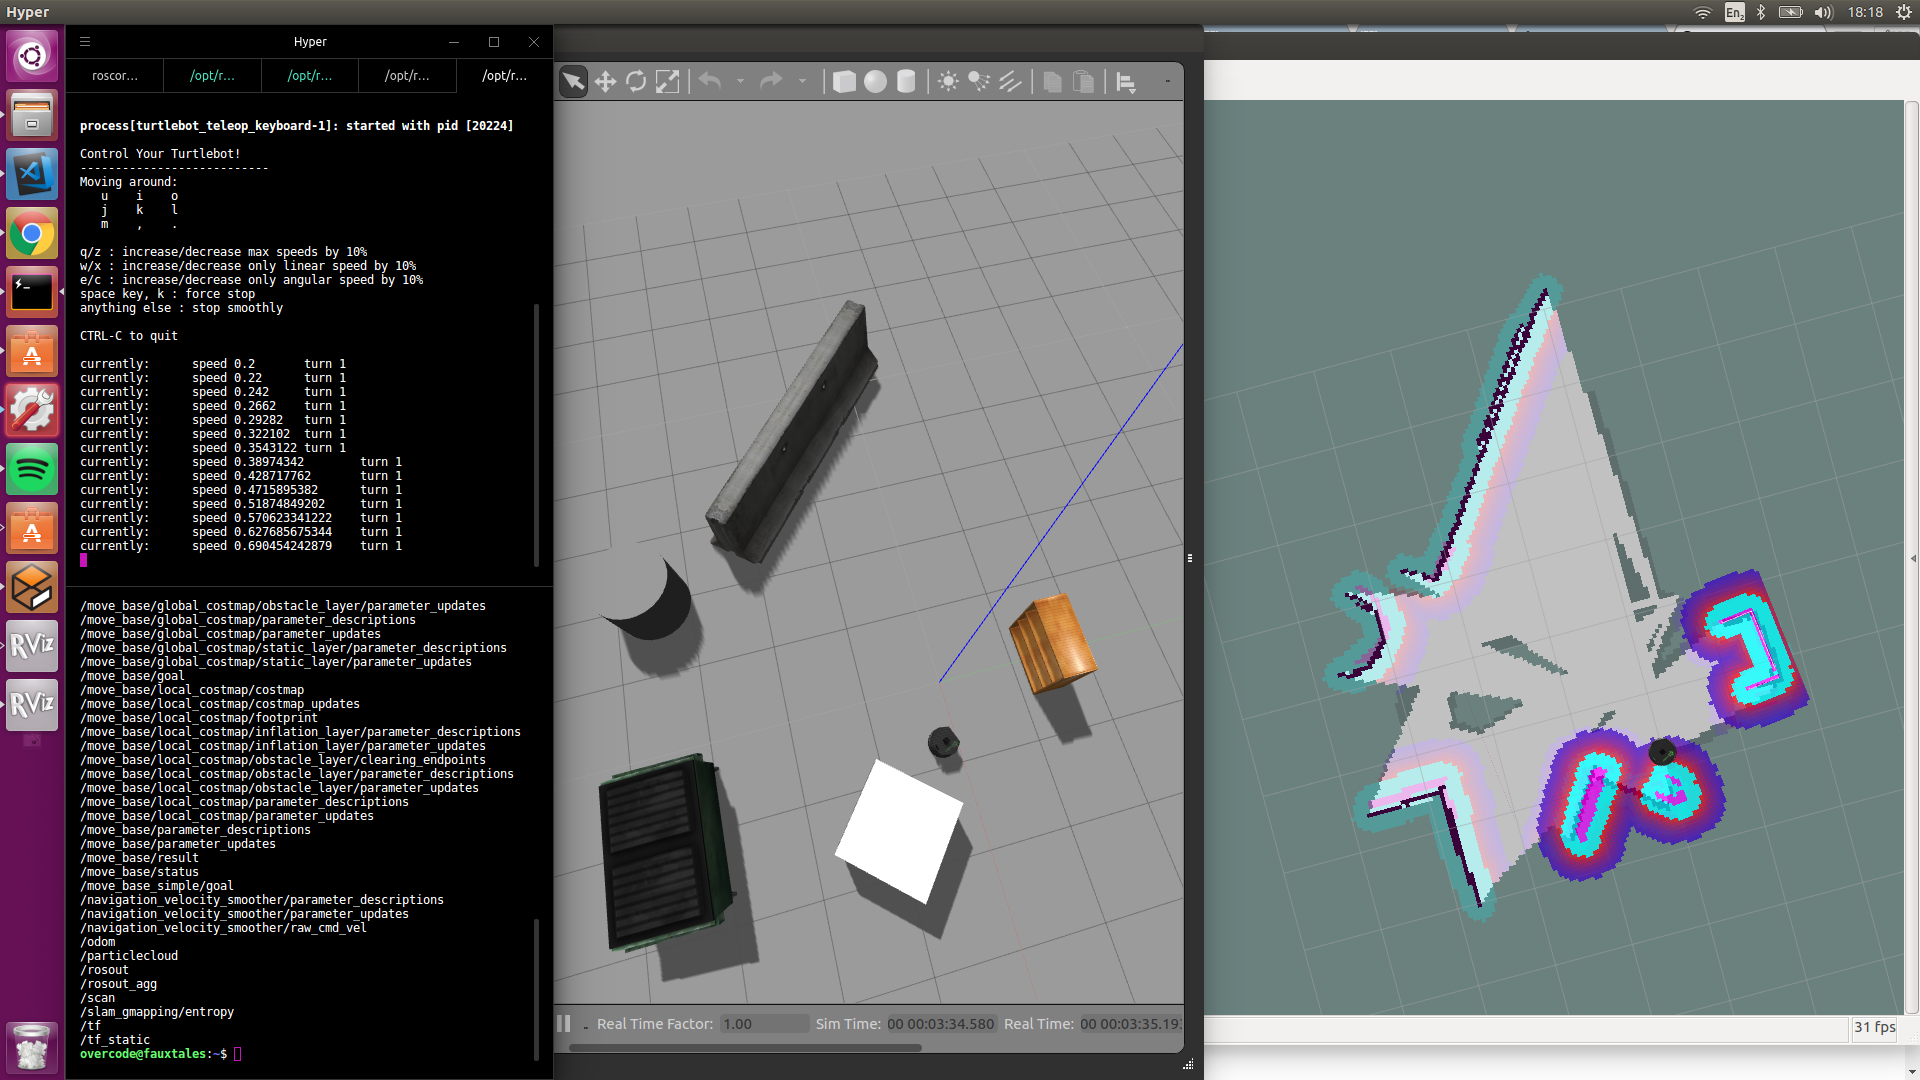 Hyper
En2
18:18
Hyper
roscor...
/opt/r...
/opt/r...
/opt/r...
/opt/r...
process[turtlebot_teleop_keyboard-1]: started with pid [20224]
Control Your Turtlebot!
---------------------------
Moving around:
u i o
j k l
m , .
q/z : increase/decrease max speeds by 10%
w/x : increase/decrease only linear speed by 10%
e/c : increase/decrease only angular speed by 10%
space key, k : force stop
anything else : stop smoothly
CTRL-C to quit
currently: speed 0.2 turn 1
currently: speed 0.22 turn 1
currently: speed 0.242 turn 1
currently: speed 0.2662 turn 1
currently: speed 0.29282 turn 1
currently: speed 0.322102 turn 1
currently: speed 0.3543122 turn 1
currently: speed 0.38974342 turn 1
currently: speed 0.428717762 turn 1
currently: speed 0.4715895382 turn 1
currently: speed 0.51874849202 turn 1
currently: speed 0.570623341222 turn 1
currently: speed 0.627685675344 turn 1
currently: speed 0.690454242879 turn 1
/move_base/global_costmap/obstacle_layer/parameter_updates
/move_base/global_costmap/parameter_descriptions
/move_base/global_costmap/parameter_updates
/move_base/global_costmap/static_layer/parameter_descriptions
/move_base/global_costmap/static_layer/parameter_updates
/move_base/goal
/move_base/local_costmap/costmap
/move_base/local_costmap/costmap_updates
/move_base/local_costmap/footprint
/move_base/local_costmap/inflation_layer/parameter_descriptions
/move_base/local_costmap/inflation_layer/parameter_updates
/move_base/local_costmap/obstacle_layer/clearing_endpoints
/move_base/local_costmap/obstacle_layer/parameter_descriptions
/move_base/local_costmap/obstacle_layer/parameter_updates
/move_base/local_costmap/parameter_descriptions
/move_base/local_costmap/parameter_updates
/move_base/parameter_descriptions
/move_base/parameter_updates
/move_base/result
/move_base/status
/move_base_simple/goal
/navigation_velocity_smoother/parameter_descriptions
/navigation_velocity_smoother/parameter_updates
/navigation_velocity_smoother/raw_cmd_vel
/odom
/particlecloud
/rosout
/rosout_agg
/scan
/slam_gmapping/entropy
/tf
/tf_static
overcode@fauxtales:~$
RViz
RViz
Real Time Factor: 1.00 Sim Time: 00 00:03:34.580 Real Time: 00 00:03:35.19
31 fps